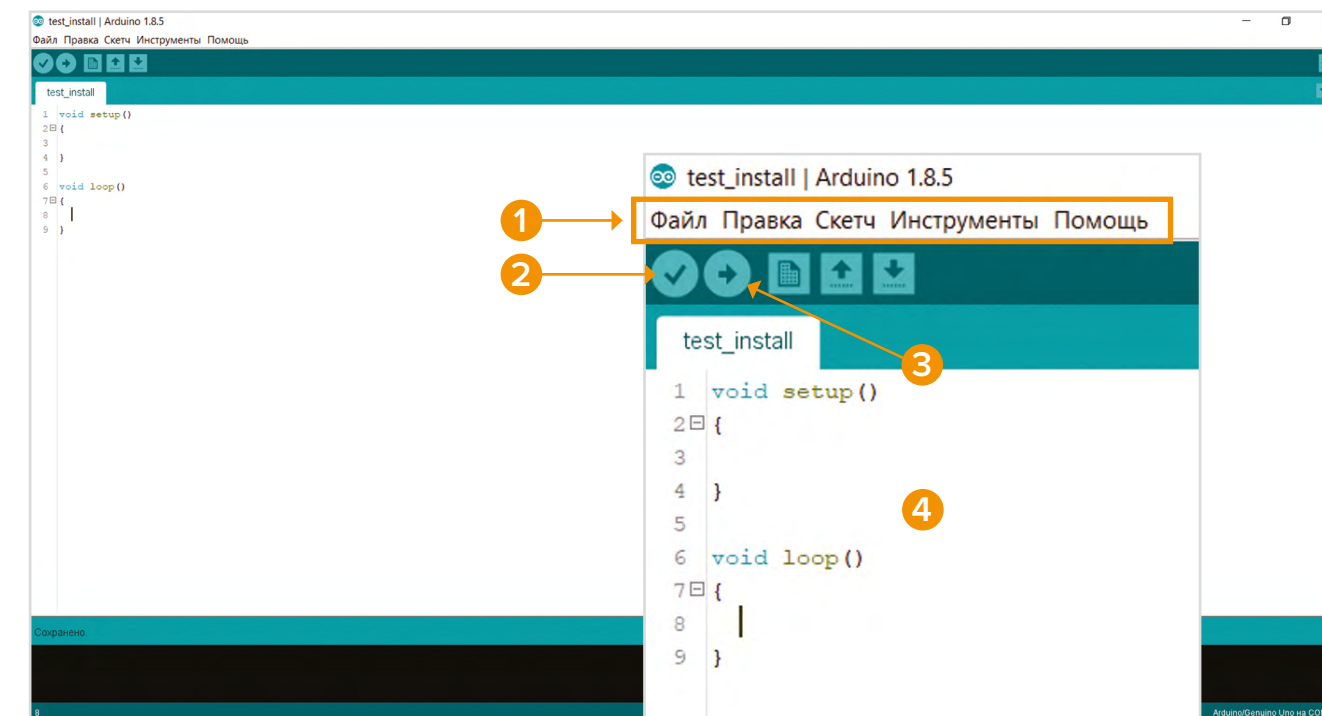 test_install | Arduino 1.8.5
Файл Правка Скетч Инструменты Помощь
test_install
1 void setup()
2 {
3
4 }
5
6 void loop()
7 {
8
9 }
test_install | Arduino 1.8.5
1 Файл Правка Скетч Инструменты Помощь
2
3
test_install
1 void setup()
2 {
3
4 }
4
5
6 void loop()
7 {
8
9 }
Сохранено.
8
Arduino/Genuino Uno на